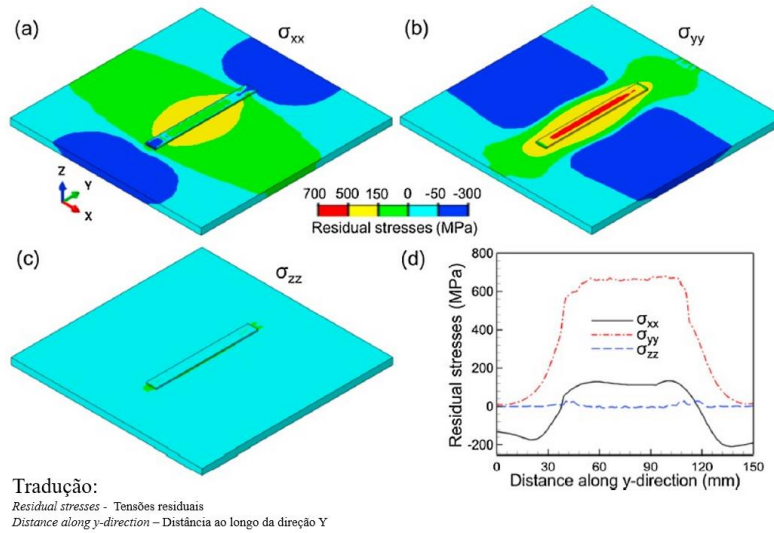 (a)
σxx
(b)
σyy
Z
Y
X
700 500 150 0 -50 -300
Residual stresses (MPa)
(c)
σzz
(d)
800
600
400
200
0
-200
Residual stresses (MPa)
σxx
σyy
σzz
0 30 60 90 120 150
Distance along y-direction (mm)
Tradução:
Residual stresses - Tensões residuais
Distance along y-direction – Distância ao longo da direção Y